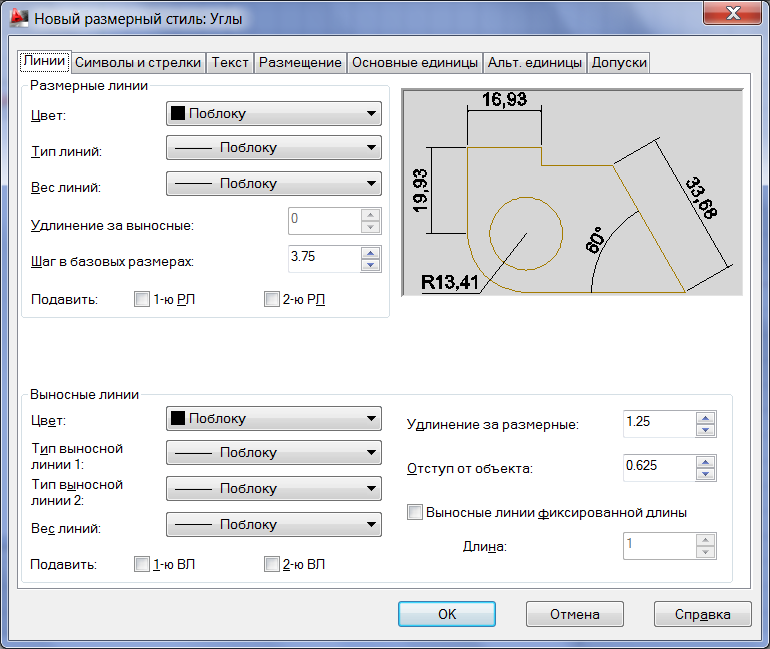 Новый размерный стиль: Углы
Линии Символы и стрелки Текст Размещение Основные единицы Альт. единицы Допуски
Размерные линии
Цвет: Поблоку
Тип линий: Поблоку
Вес линий: Поблоку
Удлинение за выносные: 0
Шаг в базовых размерах: 3.75
Подавить: 1-ю РЛ 2-ю РЛ
16,93
19,93
33,68
60°
R13,41
Выносные линии
Цвет: Поблоку
Тип выносной
линии 1: Поблоку
Тип выносной
линии 2: Поблоку
Вес линий: Поблоку
Подавить: 1-ю ВЛ 2-ю ВЛ
Удлинение за размерные: 1.25
Отступ от объекта: 0.625
Выносные линии фиксированной длины
Длина: 1
OK Отмена Справка